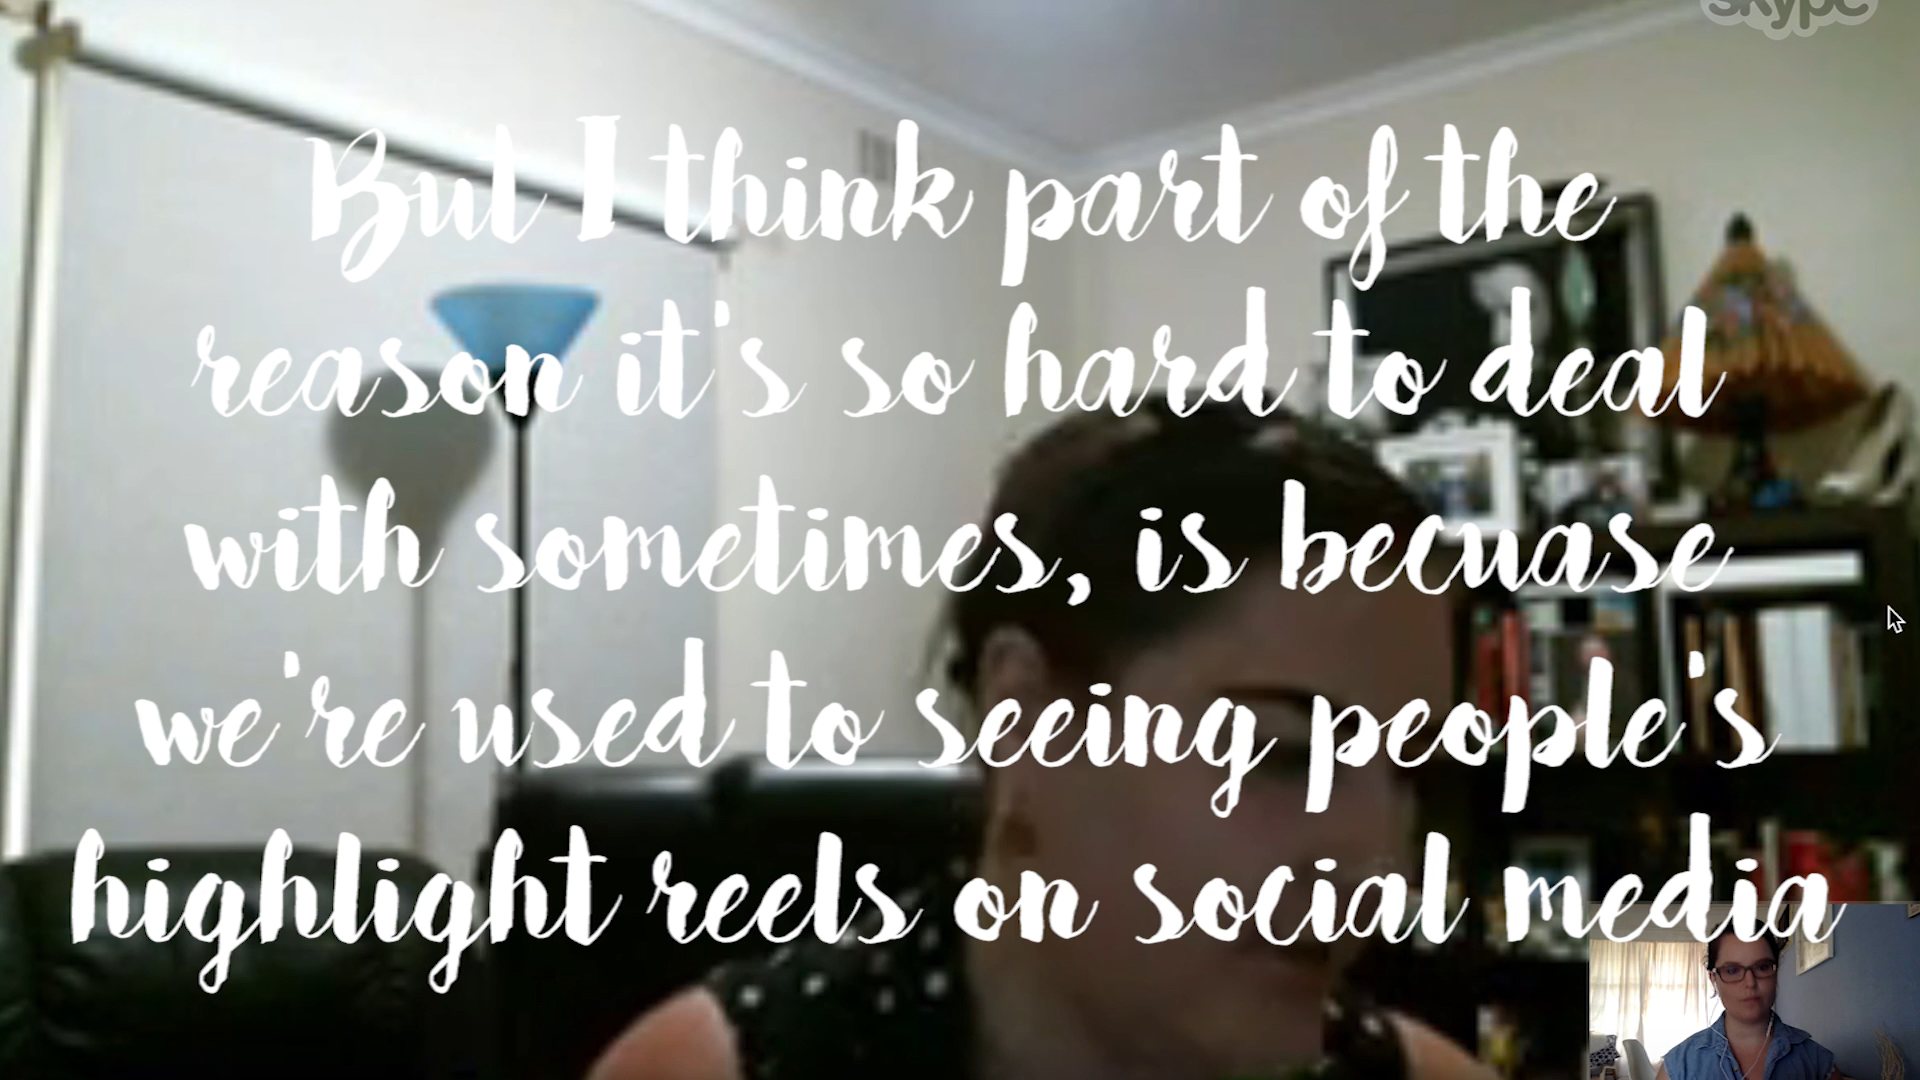 skype
But I think part of the
reason it's so hard to deal
with sometimes, is becuase
we're used to seeing people's
highlight reels on social media